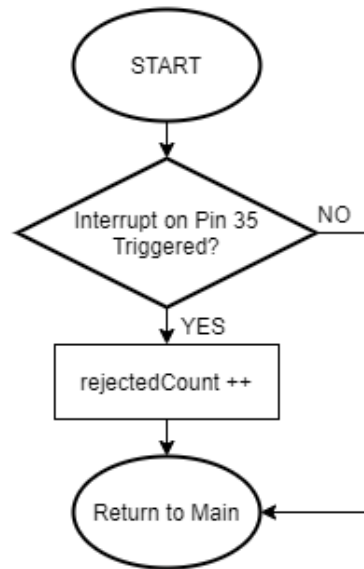 START
Interrupt on Pin 35
Triggered?
NO
YES
rejectedCount ++
Return to Main